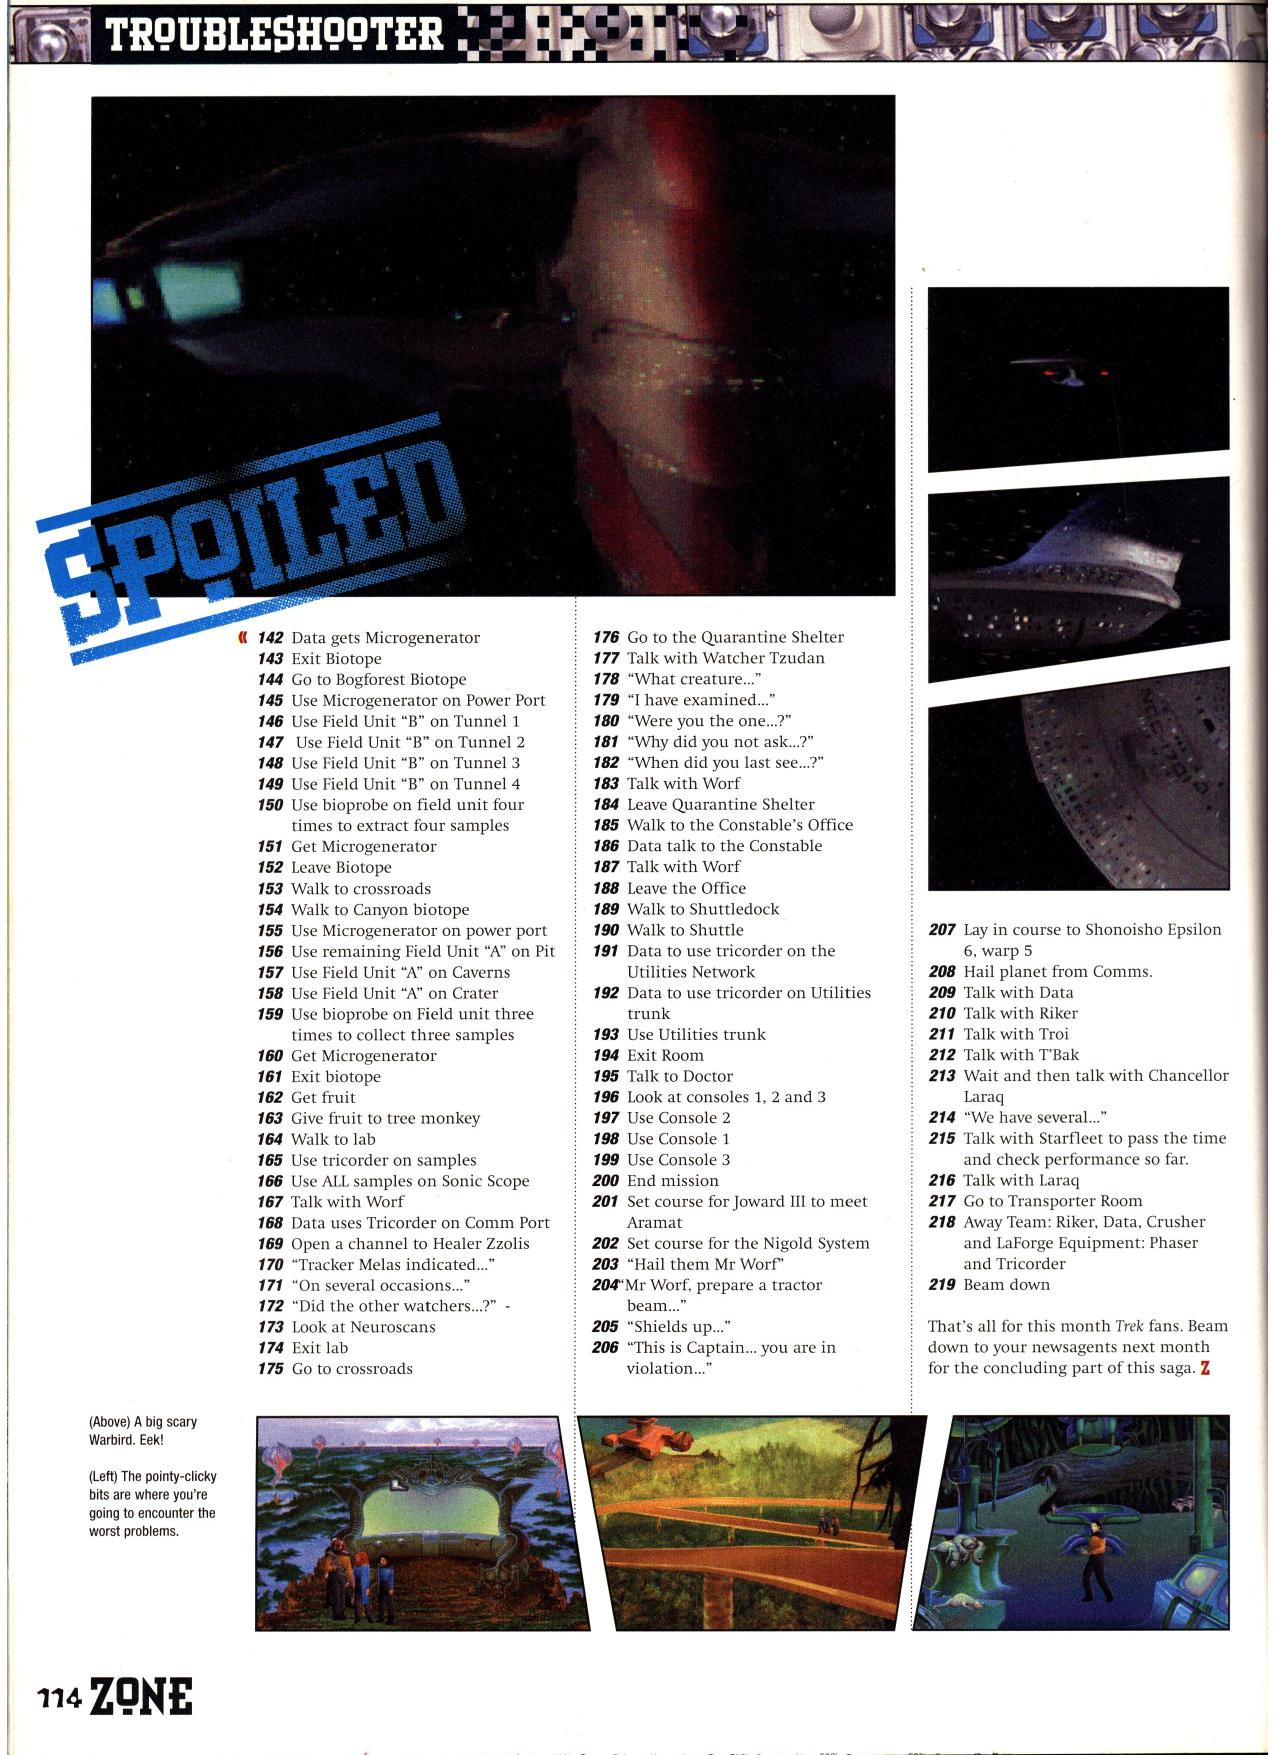 TROUBLESHOOTER
SPOILED
« 142 Data gets Microgenerator
143 Exit Biotope
144 Go to Bogforest Biotope
145 Use Microgenerator on Power Port
146 Use Field Unit “B” on Tunnel 1
147 Use Field Unit “B” on Tunnel 2
148 Use Field Unit “B” on Tunnel 3
149 Use Field Unit “B” on Tunnel 4
150 Use bioprobe on field unit four
times to extract four samples
151 Get Microgenerator
152 Leave Biotope
153 Walk to crossroads
154 Walk to Canyon biotope
155 Use Microgenerator on power port
156 Use remaining Field Unit “A” on Pit
157 Use Field Unit “A” on Caverns
158 Use Field Unit “A” on Crater
159 Use bioprobe on Field unit three
times to collect three samples
160 Get Microgenerator
161 Exit biotope
162 Get fruit
163 Give fruit to tree monkey
164 Walk to lab
165 Use tricorder on samples
166 Use ALL samples on Sonic Scope
167 Talk with Worf
168 Data uses Tricorder on Comm Port
169 Open a channel to Healer Zzolis
170 “Tracker Melas indicated...”
171 “On several occasions...”
172 “Did the other watchers...?” -
173 Look at Neuroscans
174 Exit lab
175 Go to crossroads
176 Go to the Quarantine Shelter
177 Talk with Watcher Tzudan
178 “What creature...”
179 “I have examined...”
180 “Were you the one...?”
181 “Why did you not ask...?”
182 “When did you last see...?”
183 Talk with Worf
184 Leave Quarantine Shelter
185 Walk to the Constable’s Office
186 Data talk to the Constable
187 Talk with Worf
188 Leave the Office
189 Walk to Shuttledock
190 Walk to Shuttle
191 Data to use tricorder on the
Utilities Network
192 Data to use tricorder on Utilities
trunk
193 Use Utilities trunk
194 Exit Room
195 Talk to Doctor
196 Look at consoles 1, 2 and 3
197 Use Console 2
198 Use Console 1
199 Use Console 3
200 End mission
201 Set course for Joward III to meet
Aramat
202 Set course for the Nigold System
203 “Hail them Mr Worf”
204“Mr Worf, prepare a tractor
beam...”
205 “Shields up...”
206 “This is Captain... you are in
violation...”
207 Lay in course to Shonoisho Epsilon
6, warp 5
208 Hail planet from Comms.
209 Talk with Data
210 Talk with Riker
211 Talk with Troi
212 Talk with T’Bak
213 Wait and then talk with Chancellor
Laraq
214 “We have several...”
215 Talk with Starfleet to pass the time
and check performance so far.
216 Talk with Laraq
217 Go to Transporter Room
218 Away Team: Riker, Data, Crusher
and LaForge Equipment: Phaser
and Tricorder
219 Beam down
That’s all for this month Trek fans. Beam
down to your newsagents next month
for the concluding part of this saga. Z
(Above) A big scary
Warbird. Eek!
(Left) The pointy-clicky
bits are where you’re
going to encounter the
worst problems.
114 ZONE